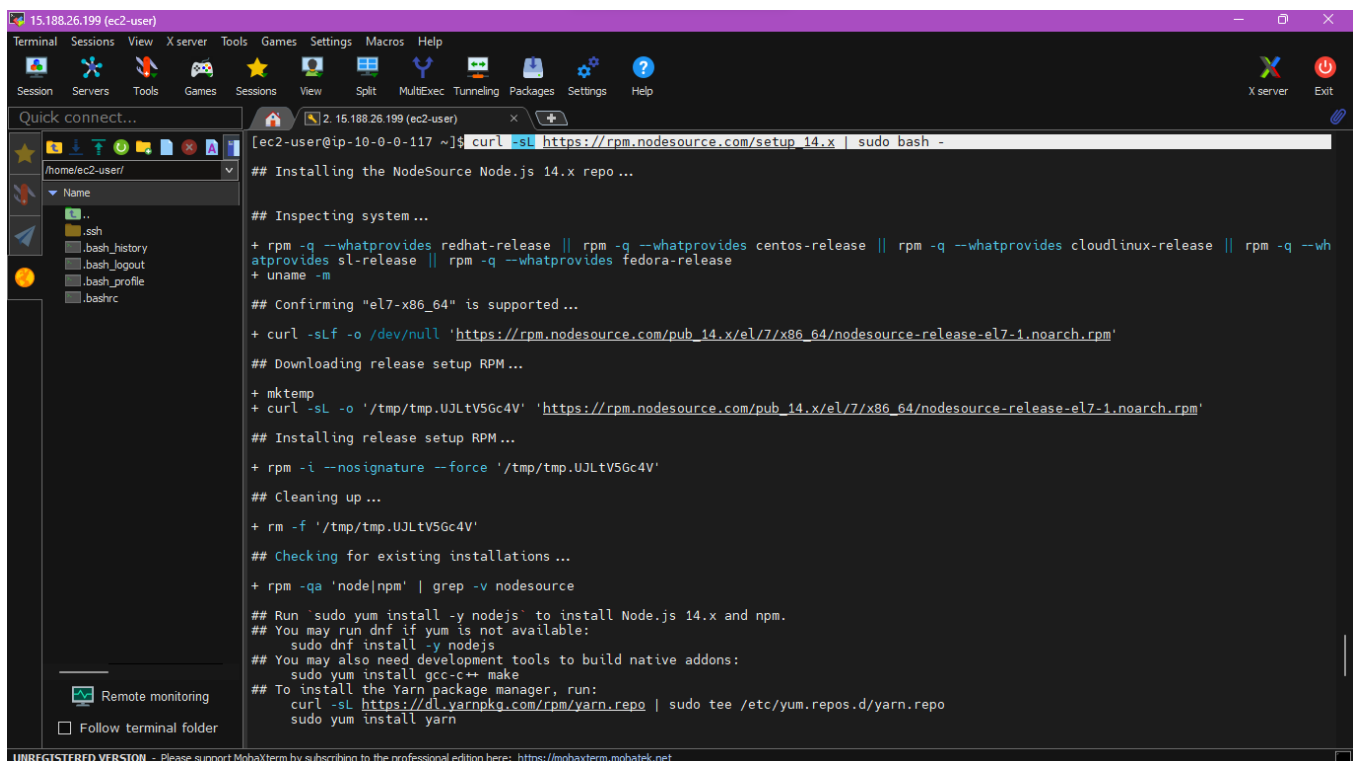 15.188.26.199 (ec2-user)
Terminal Sessions View X server Tools Games Settings Macros Help
Session Servers Tools Games Sessions View Split MultiExec Tunneling Packages Settings Help X server Exit
Quick connect...
2. 15.188.26.199 (ec2-user)
/home/ec2-user/
Name
..
.ssh
.bash_history
.bash_logout
.bash_profile
.bashrc
Remote monitoring
Follow terminal folder
[ec2-user@ip-10-0-0-117 ~]$ curl -sL https://rpm.nodesource.com/setup_14.x | sudo bash -
## Installing the NodeSource Node.js 14.x repo...
## Inspecting system...
+ rpm -q --whatprovides redhat-release || rpm -q --whatprovides centos-release || rpm -q --whatprovides cloudlinux-release || rpm -q --wh
atprovides sl-release || rpm -q --whatprovides fedora-release
+ uname -m
## Confirming "el7-x86_64" is supported...
+ curl -sLf -o /dev/null 'https://rpm.nodesource.com/pub_14.x/el/7/x86_64/nodesource-release-el7-1.noarch.rpm'
## Downloading release setup RPM...
+ mktemp
+ curl -sL -o '/tmp/tmp.UJLtV5Gc4V' 'https://rpm.nodesource.com/pub_14.x/el/7/x86_64/nodesource-release-el7-1.noarch.rpm'
## Installing release setup RPM...
+ rpm -i --nosignature --force '/tmp/tmp.UJLtV5Gc4V'
## Cleaning up...
+ rm -f '/tmp/tmp.UJLtV5Gc4V'
## Checking for existing installations...
+ rpm -qa 'node|npm' | grep -v nodesource
## Run `sudo yum install -y nodejs` to install Node.js 14.x and npm.
## You may run dnf if yum is not available:
sudo dnf install -y nodejs
## You may also need development tools to build native addons:
sudo yum install gcc-c++ make
## To install the Yarn package manager, run:
curl -sL https://dl.yarnpkg.com/rpm/yarn.repo | sudo tee /etc/yum.repos.d/yarn.repo
sudo yum install yarn
UNREGISTERED VERSION - Please support MobaXterm by subscribing to the professional edition here: https://mobaxterm.mobatek.net